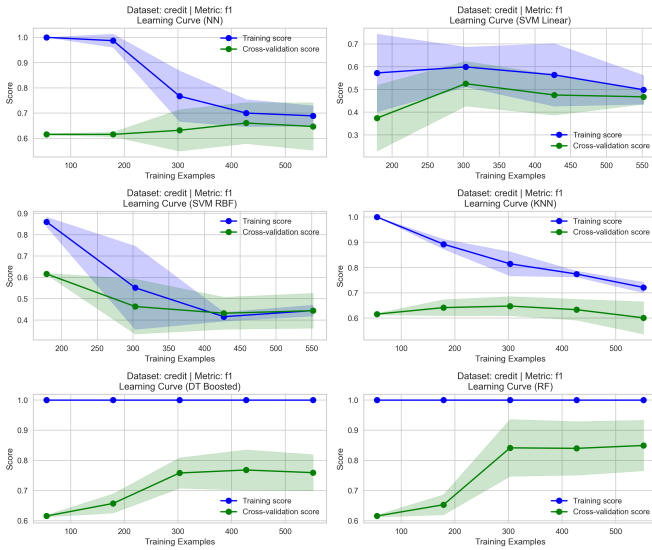 Dataset: credit | Metric: f1
Learning Curve (NN)
Score
1.0
0.9
0.8
0.7
0.6
100
200
300
400
500
Training Examples
Training score
Cross-validation score
Dataset: credit | Metric: f1
Learning Curve (SVM Linear)
Score
0.7
0.6
0.5
0.4
0.3
200
250
300
350
400
450
500
550
Training Examples
Training score
Cross-validation score
Dataset: credit | Metric: f1
Learning Curve (SVM RBF)
Score
0.9
0.8
0.7
0.6
0.5
0.4
200
250
300
350
400
450
500
550
Training Examples
Training score
Cross-validation score
Dataset: credit | Metric: f1
Learning Curve (KNN)
Score
1.0
0.9
0.8
0.7
0.6
100
200
300
400
500
Training Examples
Training score
Cross-validation score
Dataset: credit | Metric: f1
Learning Curve (DT Boosted)
Score
1.0
0.9
0.8
0.7
0.6
100
200
300
400
500
Training Examples
Training score
Cross-validation score
Dataset: credit | Metric: f1
Learning Curve (RF)
Score
1.0
0.9
0.8
0.7
0.6
100
200
300
400
500
Training Examples
Training score
Cross-validation score